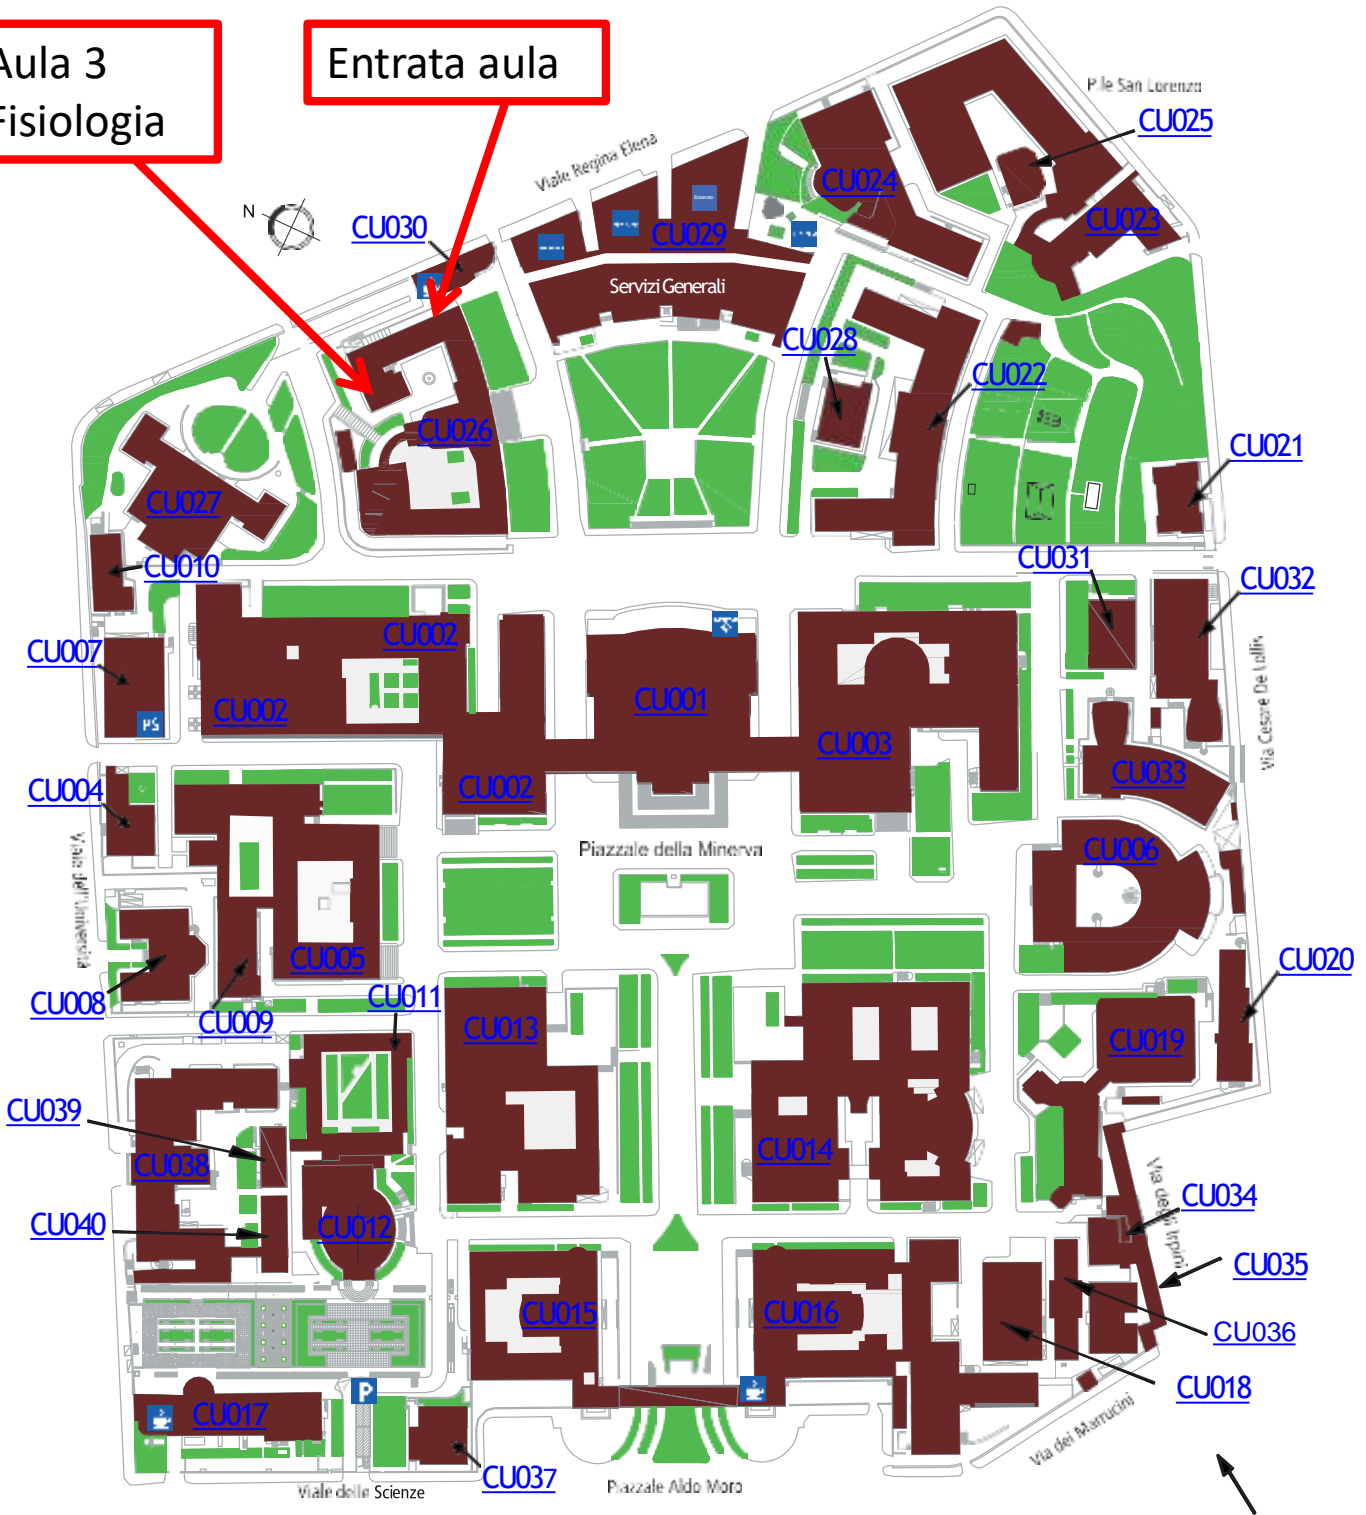 Aula 3
Fisiologia
Entrata aula
P.le San Lorenzo
CU025
Viale Regina Elena
CU024
N
CU030
CU029
CU023
Servizi Generali
CU028
CU022
CU026
CU021
CU027
CU010
CU031
CU032
CU002
CU007
Via Cesare De Lollis
CU002
CU001
CU003
CU002
CU033
CU004
Viale dell'Università
Piazzale della Minerva
CU006
CU005
CU020
CU008
CU011
CU009
CU013
CU019
CU039
CU038
CU014
CU040
CU012
Via degli Irpini
CU034
CU035
CU015
CU016
CU036
CU018
P
CU017
Via dei Marrucini
CU037
Viale delle Scienze
Piazzale Aldo Moro